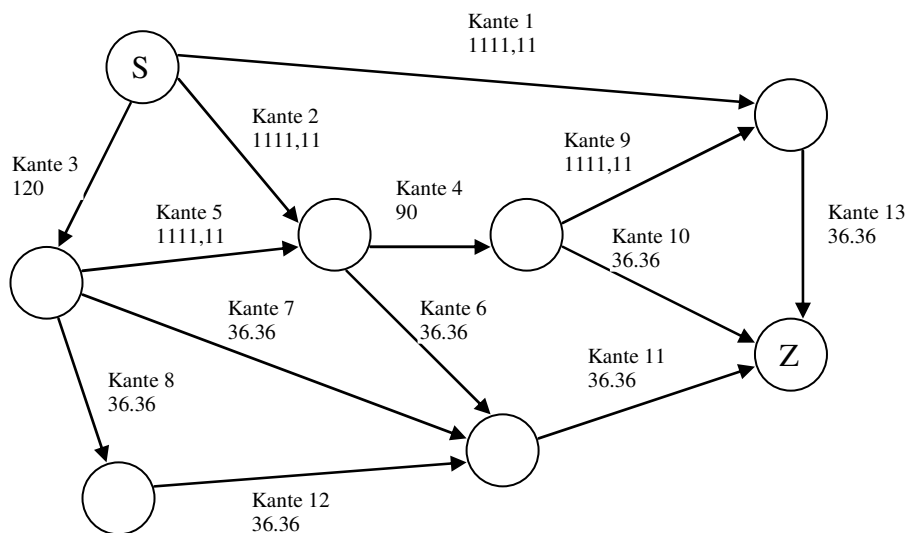 Kante 1
1111,11
S
Kante 2
1111,11
Kante 9
1111,11
Kante 3
120
Kante 4
90
Kante 5
1111,11
Kante 13
36.36
Kante 10
36.36
Kante 7
36.36
Kante 6
36.36
Z
Kante 11
36.36
Kante 8
36.36
Kante 12
36.36